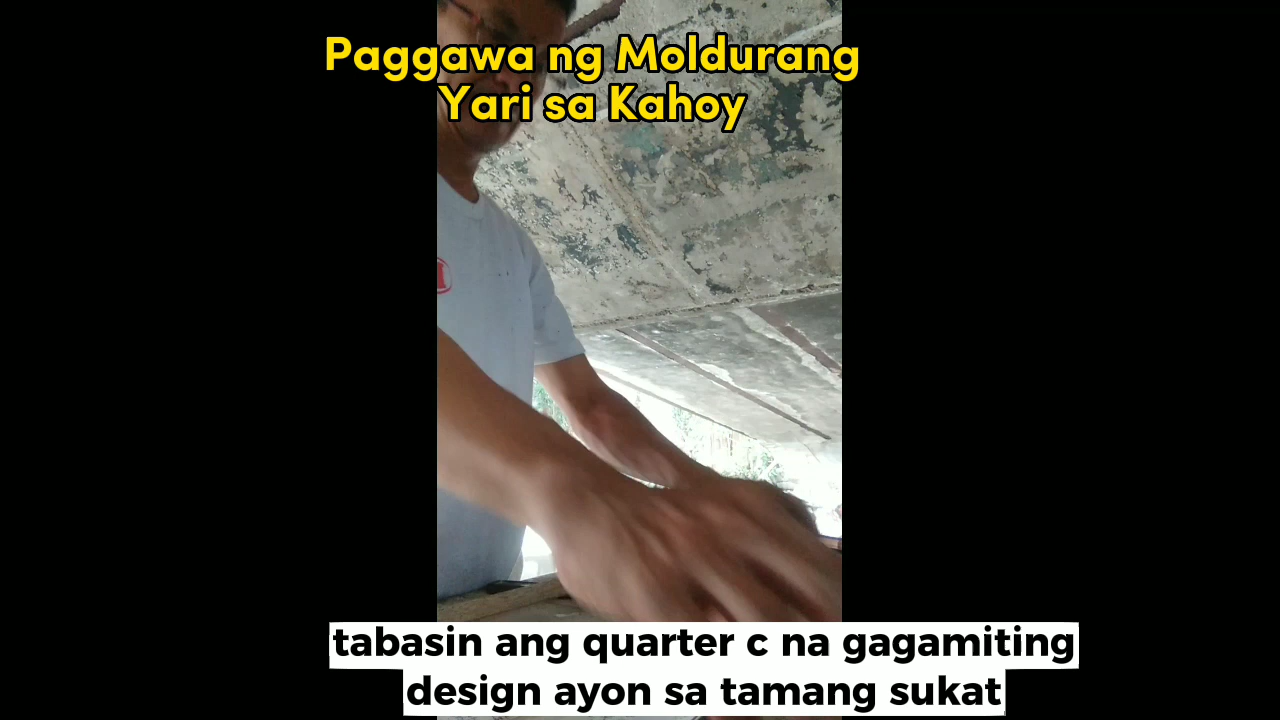 Paggawa ng Moldurang
Yari sa Kahoy
tabasin ang quarter c na gagamiting
design ayon sa tamang sukat